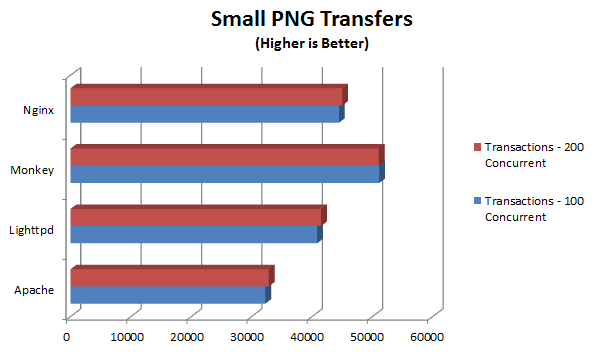 Small PNG Transfers
(Higher is Better)
Nginx
Monkey
Lighttpd
Apache
0 10000 20000 30000 40000 50000 60000
Transactions - 200
Concurrent
Transactions - 100
Concurrent